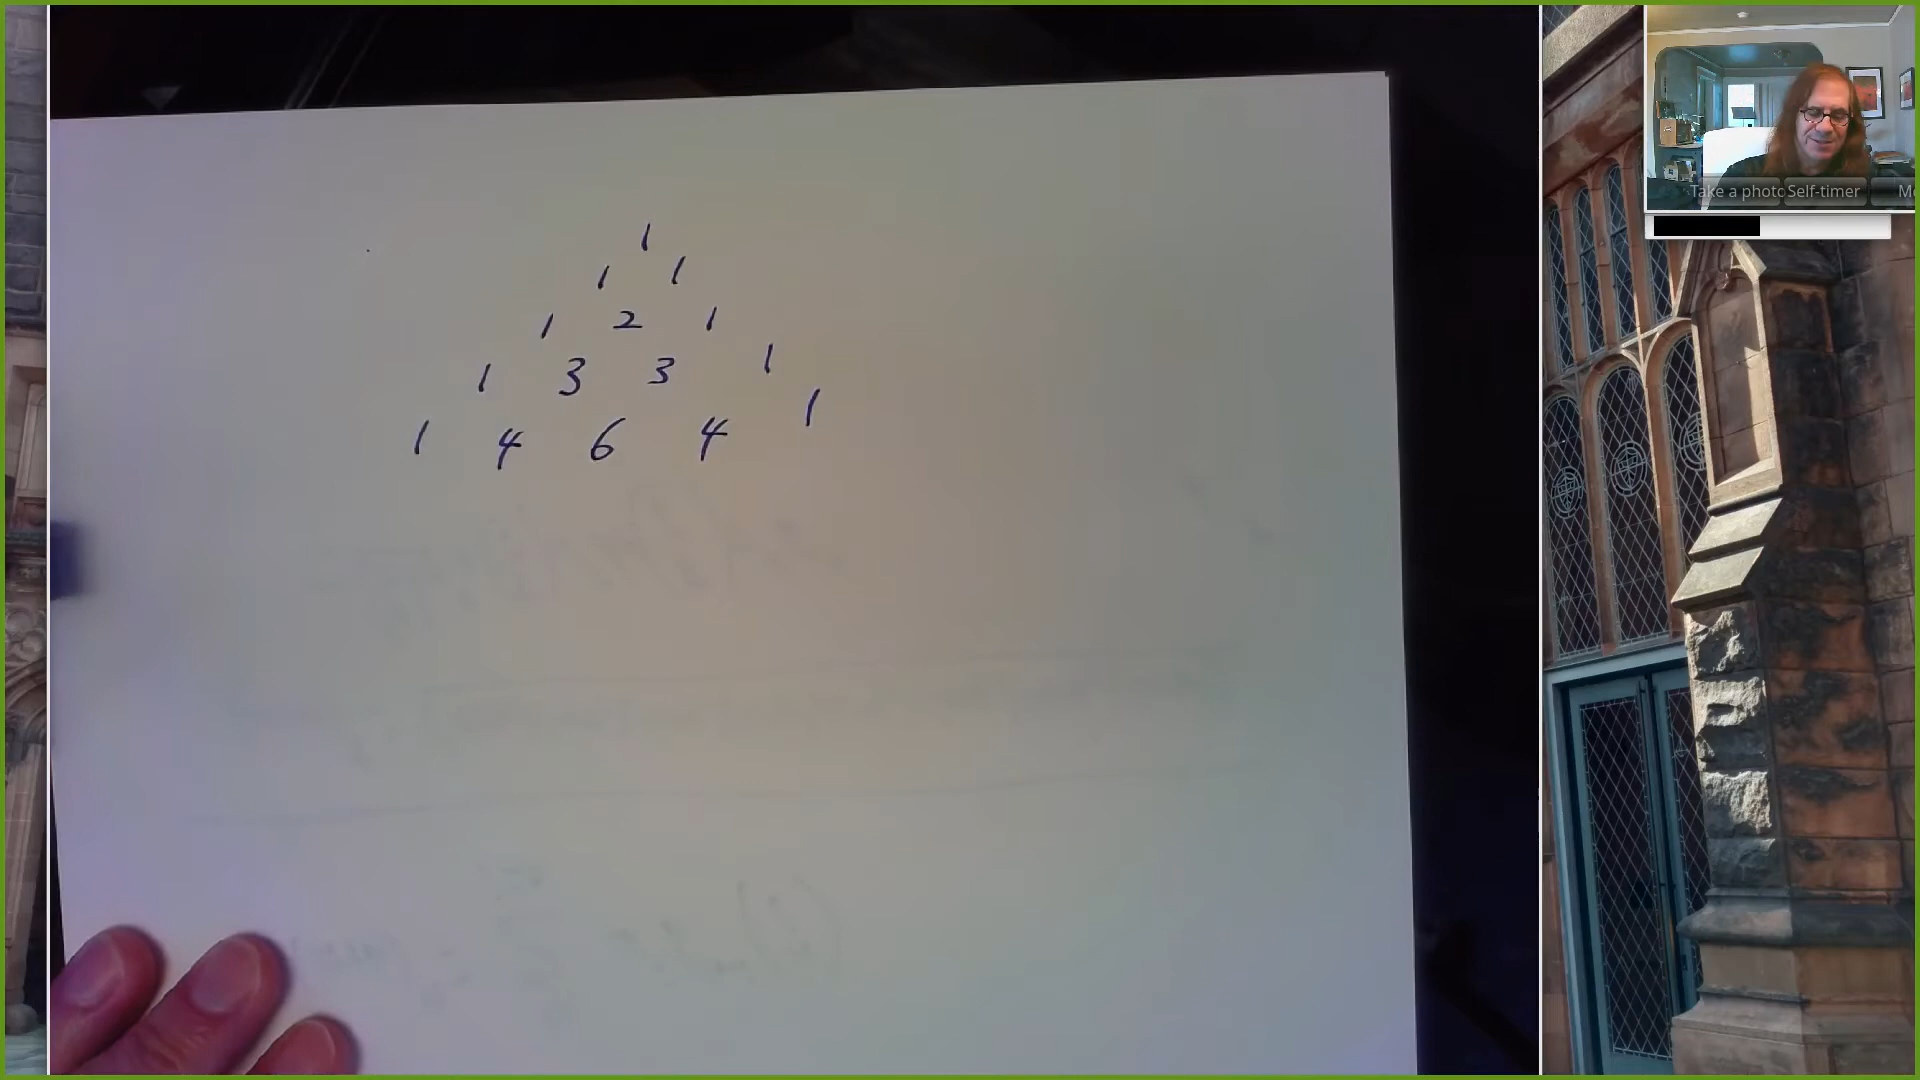 1
1 1
1 2 1
1 3 3 1
1 4 6 4 1
Take a photo Self-timer Mo